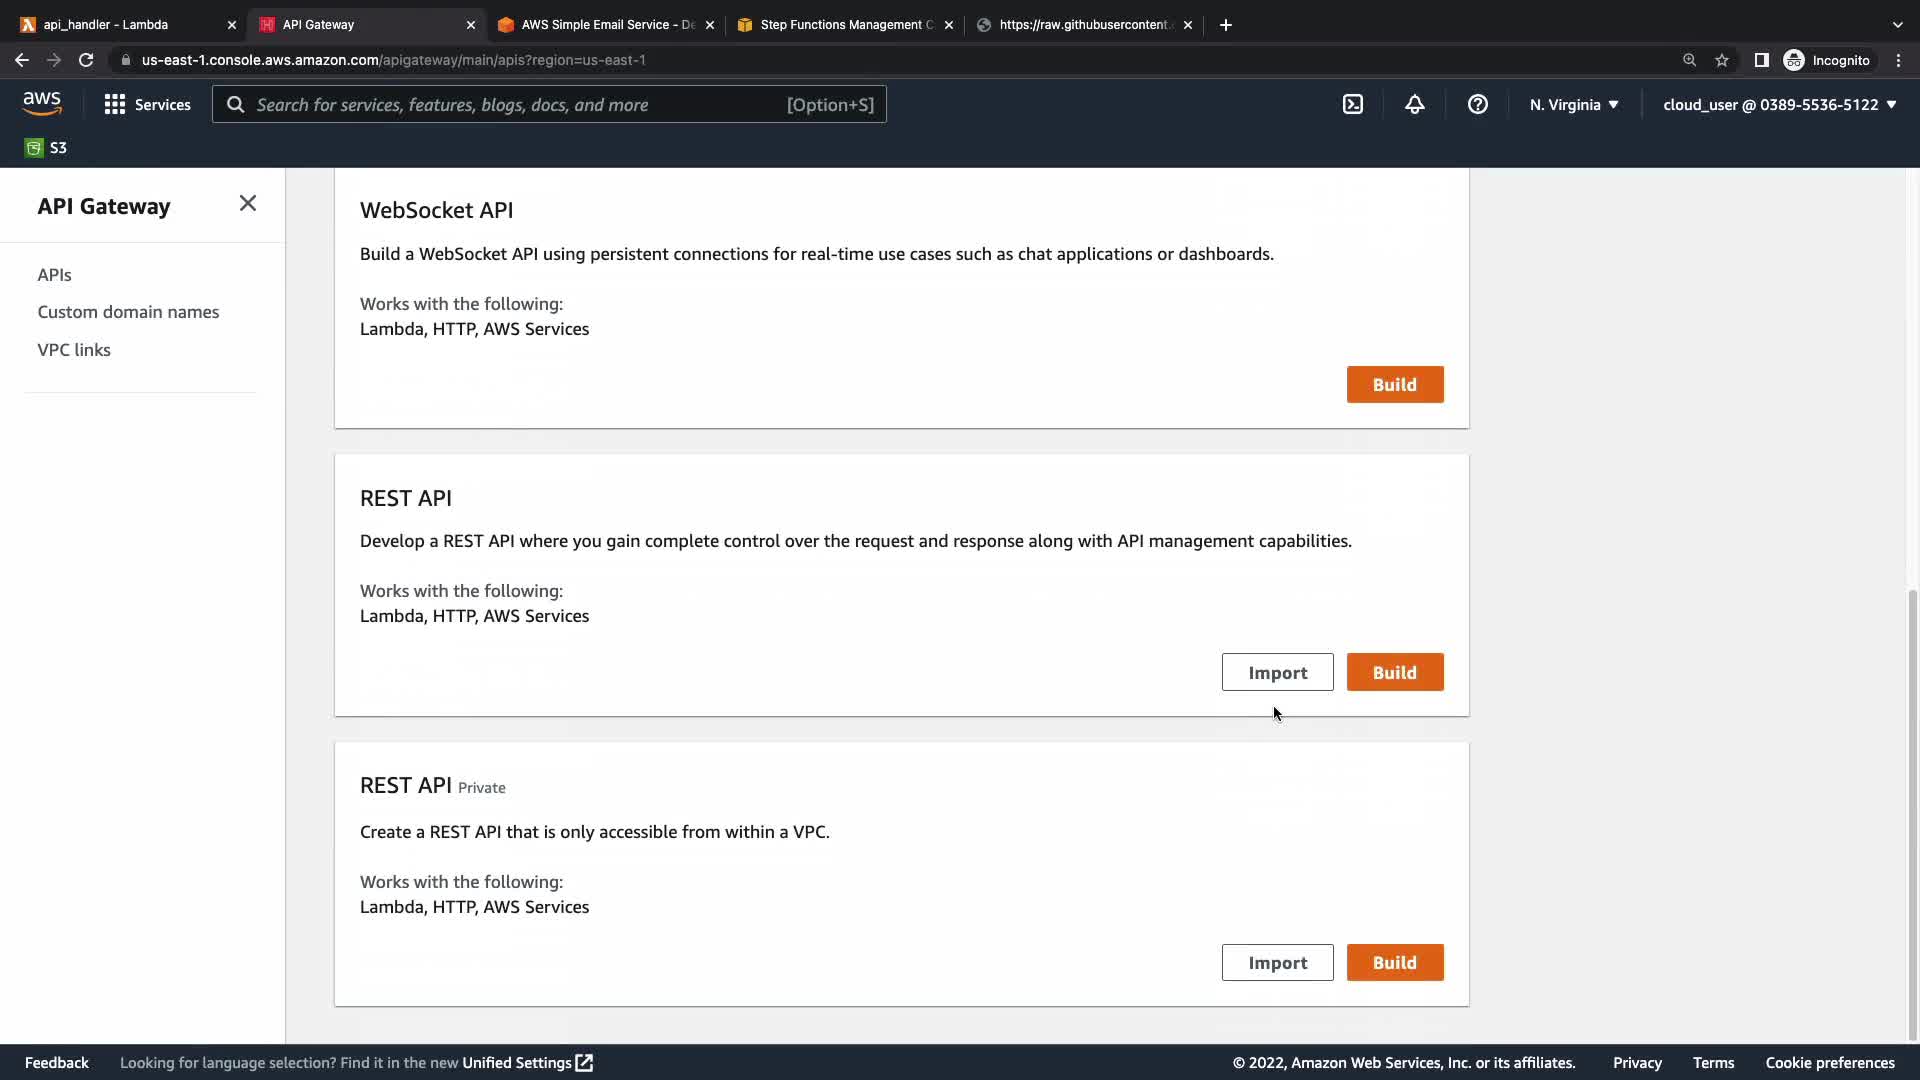 api_handler - Lambda
API Gateway
AWS Simple Email Service - De
Step Functions Management C
https://raw.githubusercontent.
us-east-1.console.aws.amazon.com/apigateway/main/apis?region=us-east-1
Incognito
aws
Services
Search for services, features, blogs, docs, and more
[Option+S]
N. Virginia
cloud_user @ 0389-5536-5122
S3
API Gateway
APIs
Custom domain names
VPC links
WebSocket API
Build a WebSocket API using persistent connections for real-time use cases such as chat applications or dashboards.
Works with the following:
Lambda, HTTP, AWS Services
Build
REST API
Develop a REST API where you gain complete control over the request and response along with API management capabilities.
Works with the following:
Lambda, HTTP, AWS Services
Import
Build
REST API Private
Create a REST API that is only accessible from within a VPC.
Works with the following:
Lambda, HTTP, AWS Services
Import
Build
Feedback
Looking for language selection? Find it in the new Unified Settings
© 2022, Amazon Web Services, Inc. or its affiliates.
Privacy
Terms
Cookie preferences